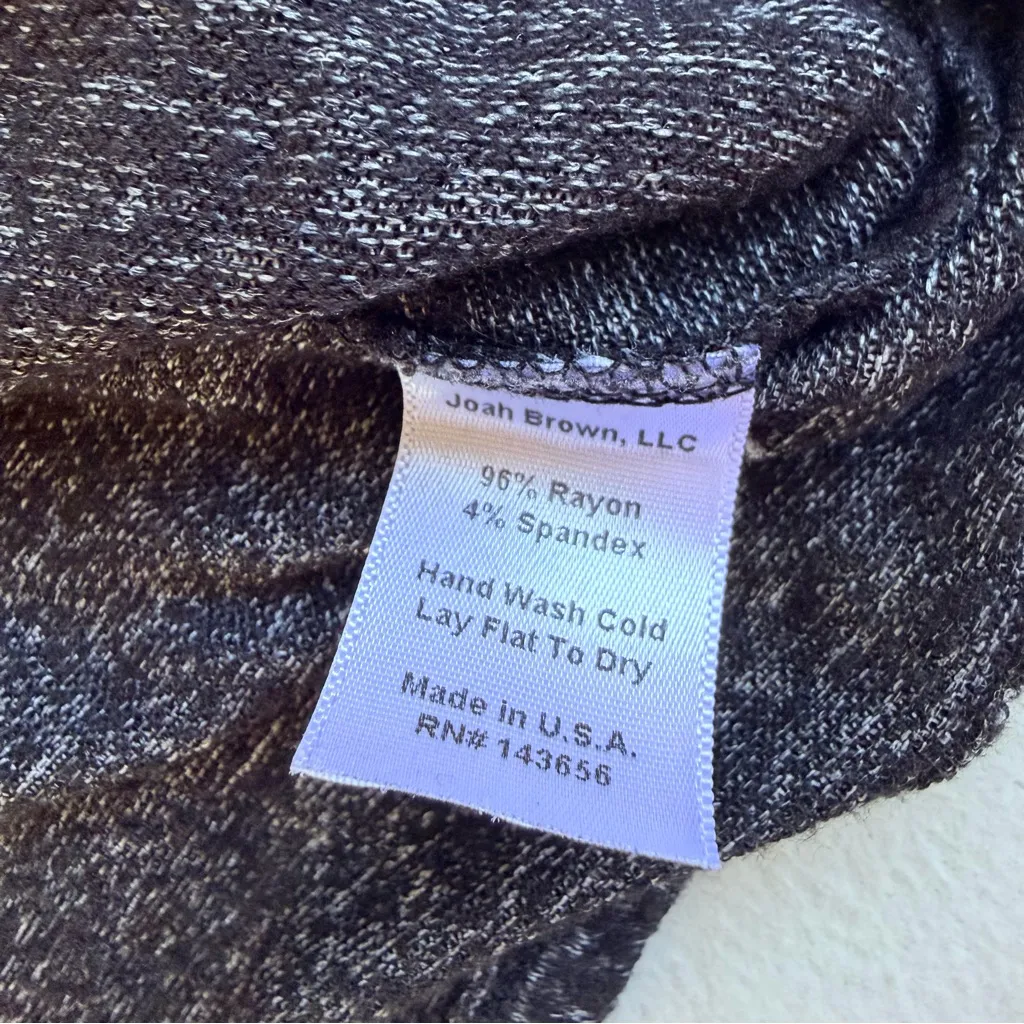 Joah Brown, LLC
96% Rayon
4% Spandex
Hand Wash Cold
Lay Flat To Dry
Made in U.S.A.
RN# 143656